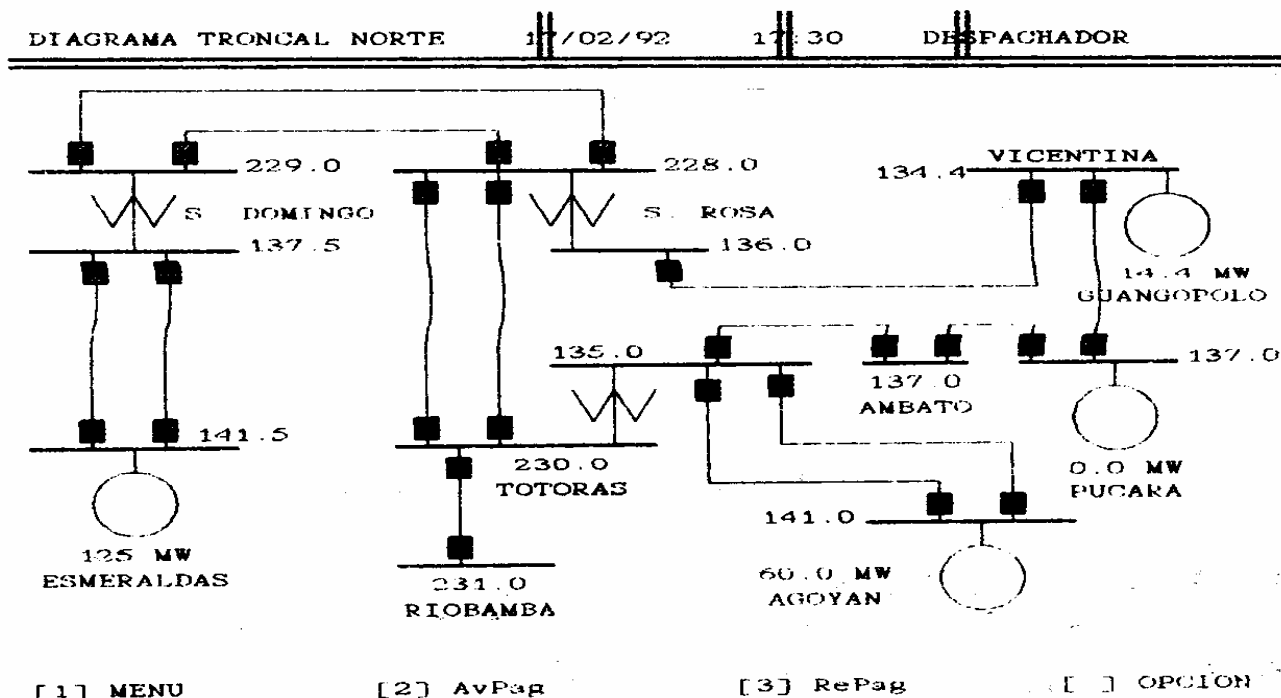 DIAGRAMA TRONCAL NORTE 17/02/92 17:30 DESPACHADOR
229.0
228.0
134.4
VICENTINA
S DOMINGO
S. ROSA
137.5
136.0
14.4 MW
GUANGOPOLO
135.0
137.0
AMBATO
137.0
141.5
230.0
TOTORAS
0.0 MW
PUCARA
141.0
125 MW
ESMERALDAS
231.0
RIOBAMBA
60.0 MW
AGOYAN
[1] MENU [2] AvPag [3] RePag [ ] OPCION